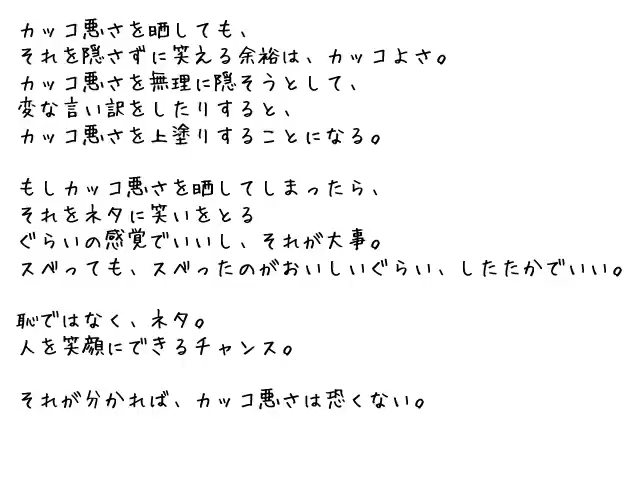 カッコ悪さを晒しても、
それを隠さずに笑える余裕は、カッコよさ。
カッコ悪さを無理に隠そうとして、
変な言い訳をしたりすると、
カッコ悪さを上塗りすることになる。
もしカッコ悪さを晒してしまったら、
それをネタに笑いをとる
ぐらいの感覚でいいし、それが大事。
スベっても、スベったのがおいしいぐらい、したたかでいい。
恥ではなく、ネタ。
人を笑顔にできるチャンス。
それが分かれば、カッコ悪さは恐くない。